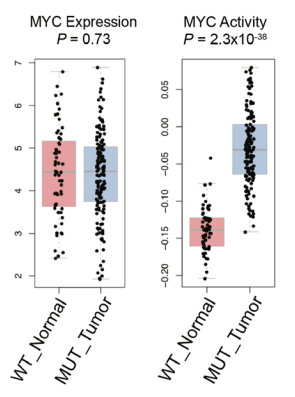 MYC Expression
P = 0.73
MYC Activity
P = 2.3x10-38
7
6
5
4
3
2
0.05
0.00
−0.05
−0.10
−0.15
−0.20
WT_Normal
MUT_Tumor
WT_Normal
MUT_Tumor